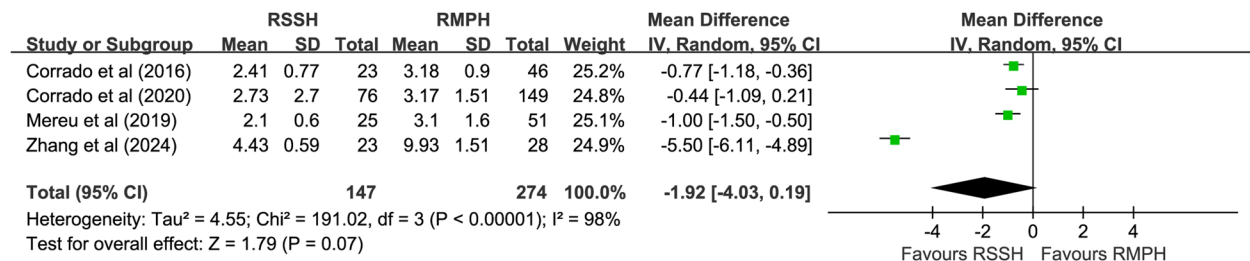 RSSH RMPH Mean Difference Mean Difference
Study or Subgroup Mean SD Total Mean SD Total Weight IV, Random, 95% CI IV, Random, 95% CI
Corrado et al (2016) 2.41 0.77 23 3.18 0.9 46 25.2% -0.77 [-1.18, -0.36]
Corrado et al (2020) 2.73 2.7 76 3.17 1.51 149 24.8% -0.44 [-1.09, 0.21]
Mereu et al (2019) 2.1 0.6 25 3.1 1.6 51 25.1% -1.00 [-1.50, -0.50]
Zhang et al (2024) 4.43 0.59 23 9.93 1.51 28 24.9% -5.50 [-6.11, -4.89]
Total (95% CI) 147 274 100.0% -1.92 [-4.03, 0.19]
Heterogeneity: Tau² = 4.55; Chi² = 191.02, df = 3 (P < 0.00001); I² = 98%
Test for overall effect: Z = 1.79 (P = 0.07)
-4 -2 0 2 4
Favours RSSH Favours RMPH